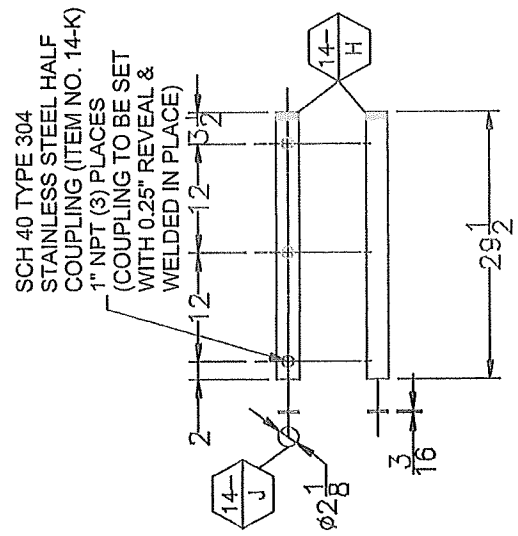 SCH 40 TYPE 304
STAINLESS STEEL HALF
COUPLING (ITEM NO. 14-K)
1" NPT (3) PLACES
(COUPLING TO BE SET
WITH 0.25" REVEAL &
WELDED IN PLACE)
2
12
12
3 1/2
14-
H
14-
J
ø2 1/8
3/16
29 1/2